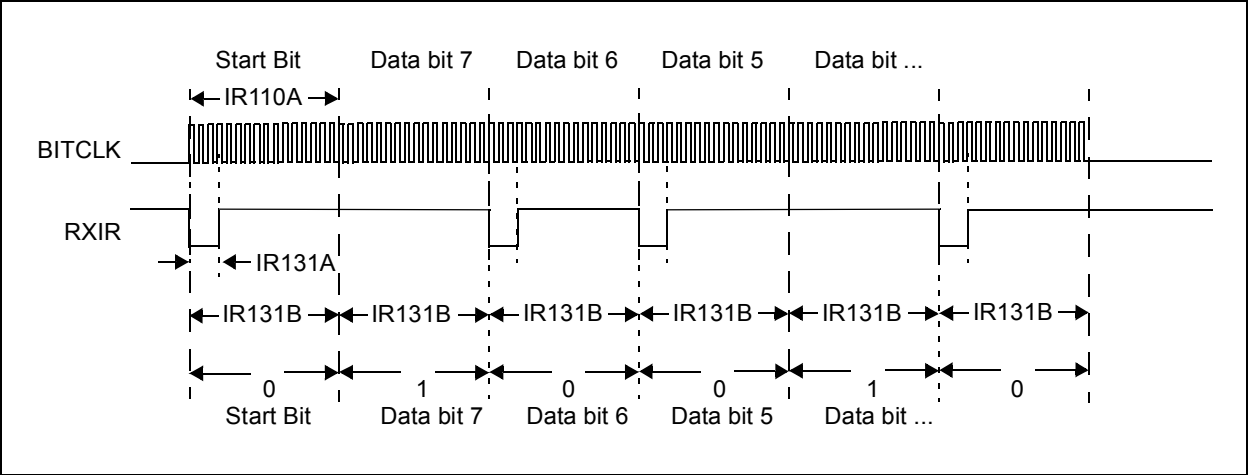 Start Bit Data bit 7 Data bit 6 Data bit 5 Data bit ...
IR110A
BITCLK
RXIR
IR131A
IR131B IR131B IR131B IR131B IR131B IR131B
0 1 0 0 1 0
Start Bit Data bit 7 Data bit 6 Data bit 5 Data bit ...